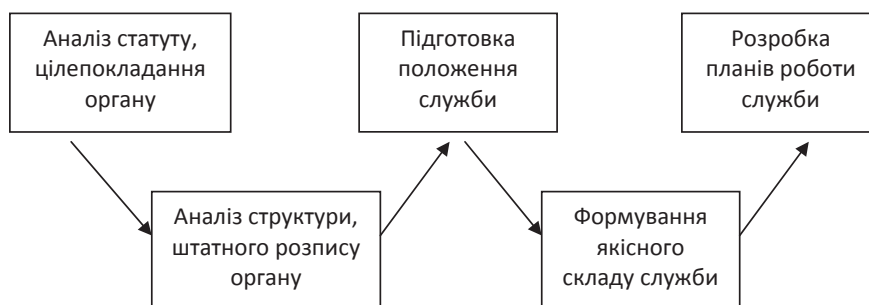 Аналіз статуту,
цілепокладання
органу
Підготовка
положення
служби
Розробка
планів роботи
служби
Аналіз структури,
штатного розпису
органу
Формування
якісного
складу служби